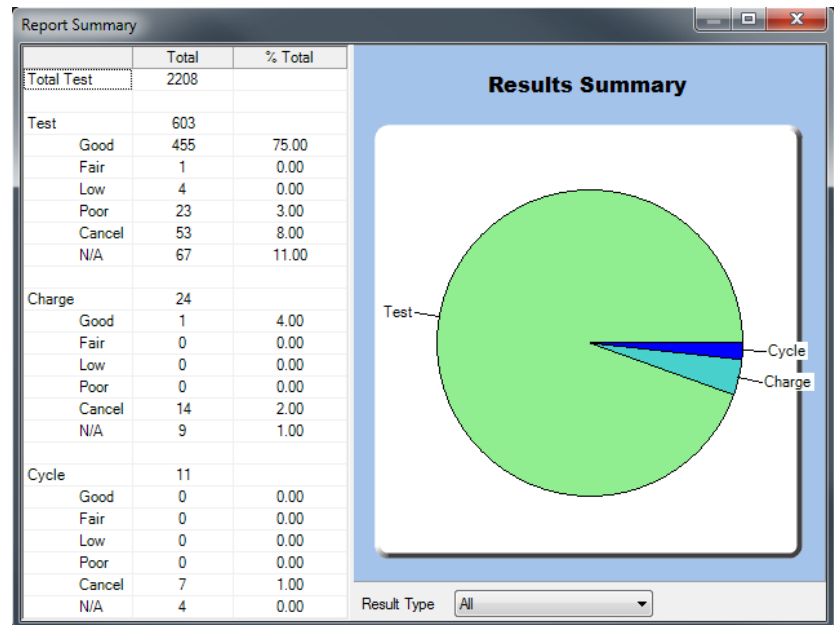 Report Summary
Total % Total
Total Test 2208
Test 603
Good 455 75.00
Fair 1 0.00
Low 4 0.00
Poor 23 3.00
Cancel 53 8.00
N/A 67 11.00
Charge 24
Good 1 4.00
Fair 0 0.00
Low 0 0.00
Poor 0 0.00
Cancel 14 2.00
N/A 9 1.00
Cycle 11
Good 0 0.00
Fair 0 0.00
Low 0 0.00
Poor 0 0.00
Cancel 7 1.00
N/A 4 0.00
Results Summary
Test
Cycle
Charge
Result Type All